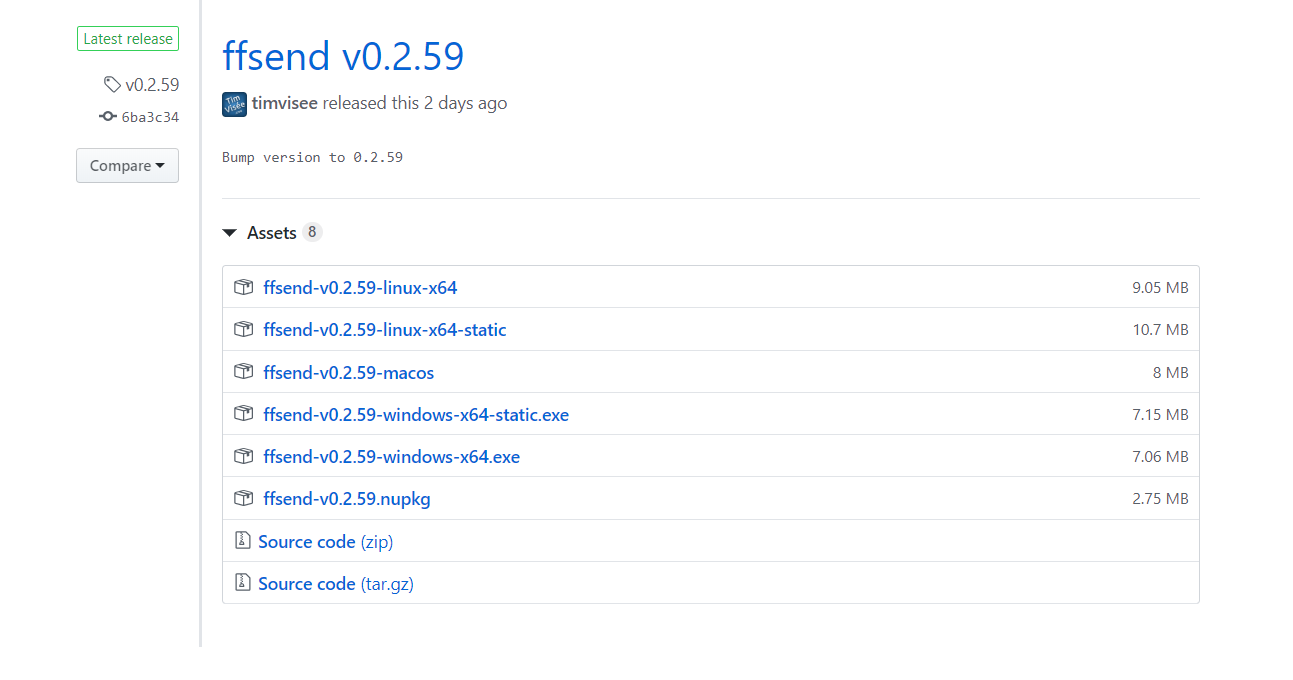 Latest release
v0.2.59
6ba3c34
Compare
ffsend v0.2.59
Tim Visée
timvisee released this 2 days ago
Bump version to 0.2.59
Assets 8
ffsend-v0.2.59-linux-x64 9.05 MB
ffsend-v0.2.59-linux-x64-static 10.7 MB
ffsend-v0.2.59-macos 8 MB
ffsend-v0.2.59-windows-x64-static.exe 7.15 MB
ffsend-v0.2.59-windows-x64.exe 7.06 MB
ffsend-v0.2.59.nupkg 2.75 MB
Source code (zip)
Source code (tar.gz)